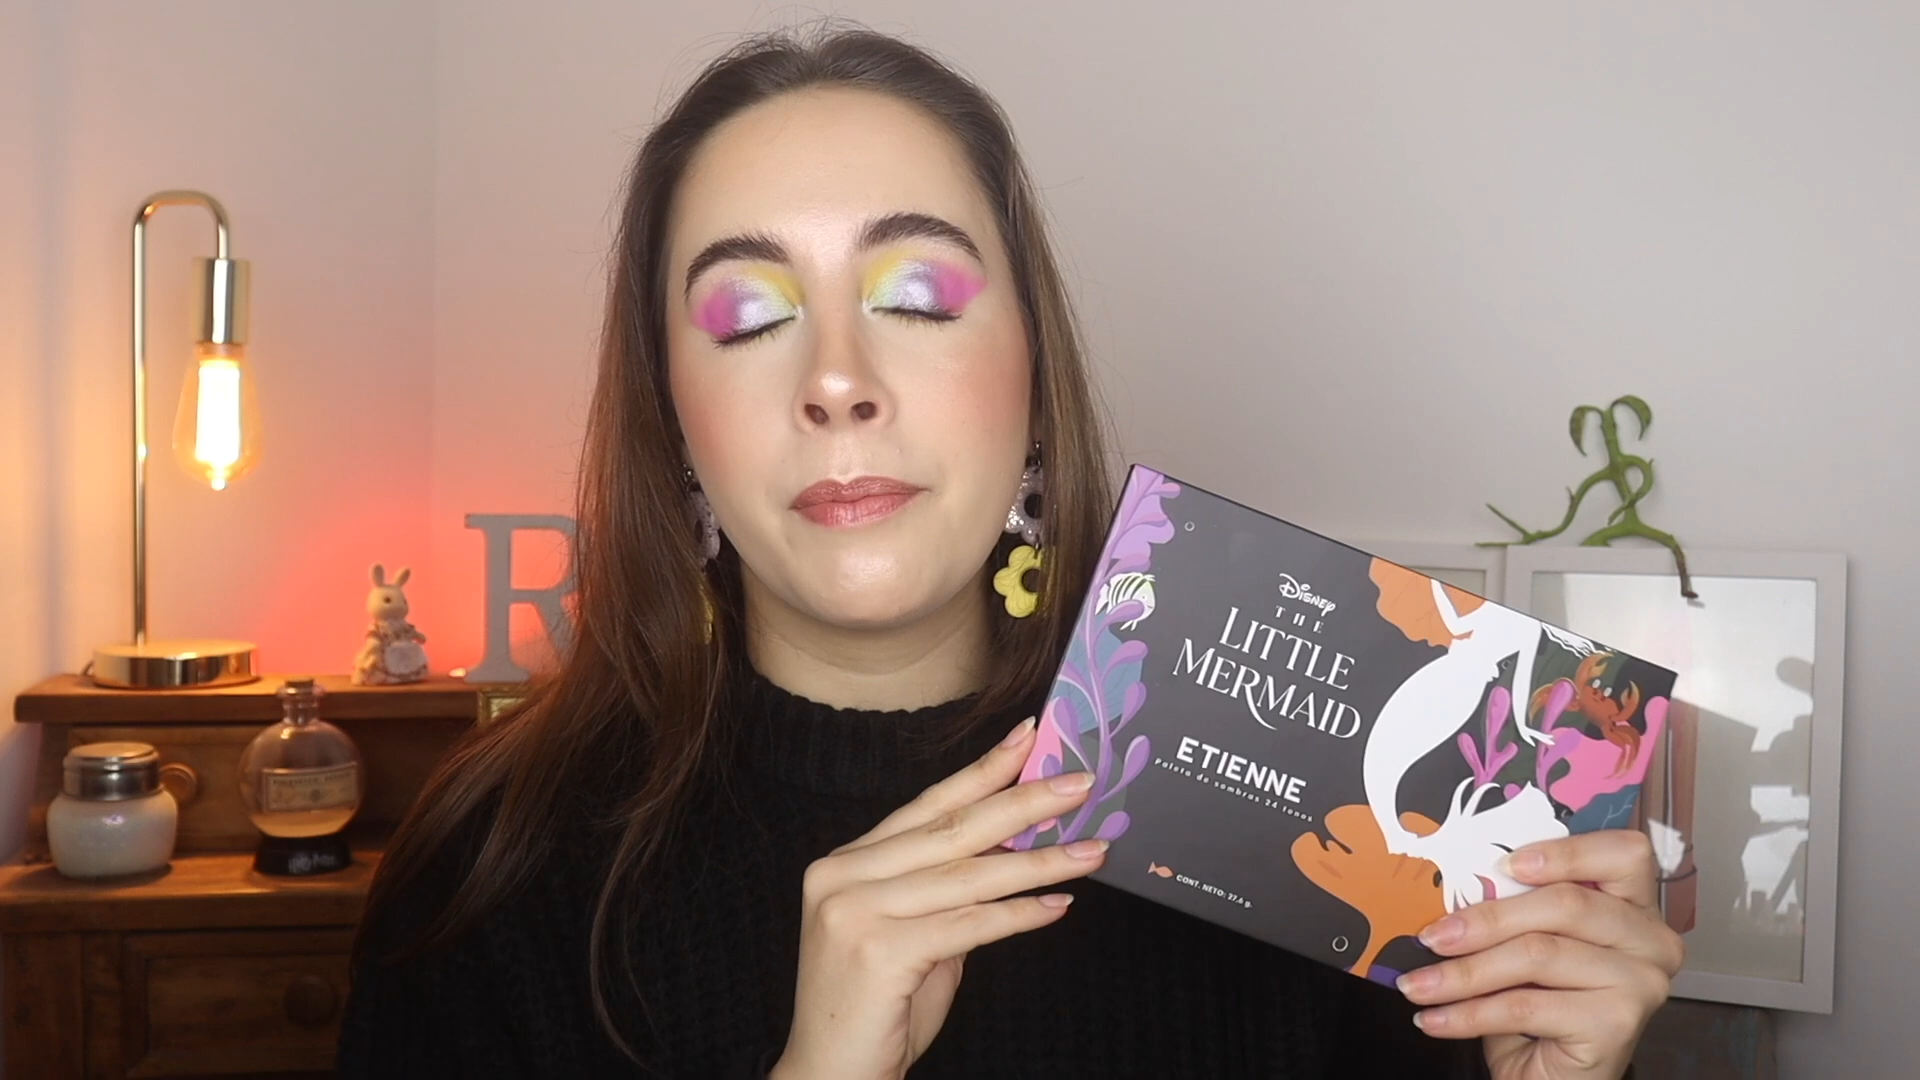 R
DISNEY
THE
LITTLE
MERMAID
ETIENNE
Paleta de sombras 24 tonos
CONT. NETO: 27,6 g.